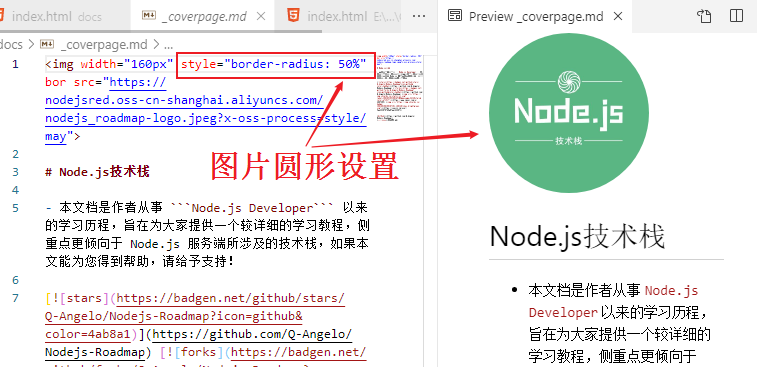 index.html docs
_coverpage.md
index.html E:\...\
Preview _coverpage.md
docs > _coverpage.md > ...
1 <img width="160px" style="border-radius: 50%"
bor src="https://
nodejsred.oss-cn-shanghai.aliyuncs.com/
nodejs_roadmap-logo.jpeg?x-oss-process=style/
may">
2
3 # Node.js技术栈
4
5 - 本文档是作者从事 ```Node.js Developer``` 以来
的学习历程，旨在为大家提供一个较详细的学习教程，侧
重点更倾向于 Node.js 服务端所涉及的技术栈，如果本
文能为您得到帮助，请给予支持！
6
7 [![stars](https://badgen.net/github/stars/
Q-Angelo/Nodejs-Roadmap?icon=github&
color=4ab8a1)](https://github.com/Q-Angelo/
Nodejs-Roadmap) [![forks](https://badgen.net/
图片圆形设置
Node.js
技术栈
Node.js技术栈
本文档是作者从事 Node.js
Developer 以来的学习历程，
旨在为大家提供一个较详细的
学习教程，侧重点更倾向于